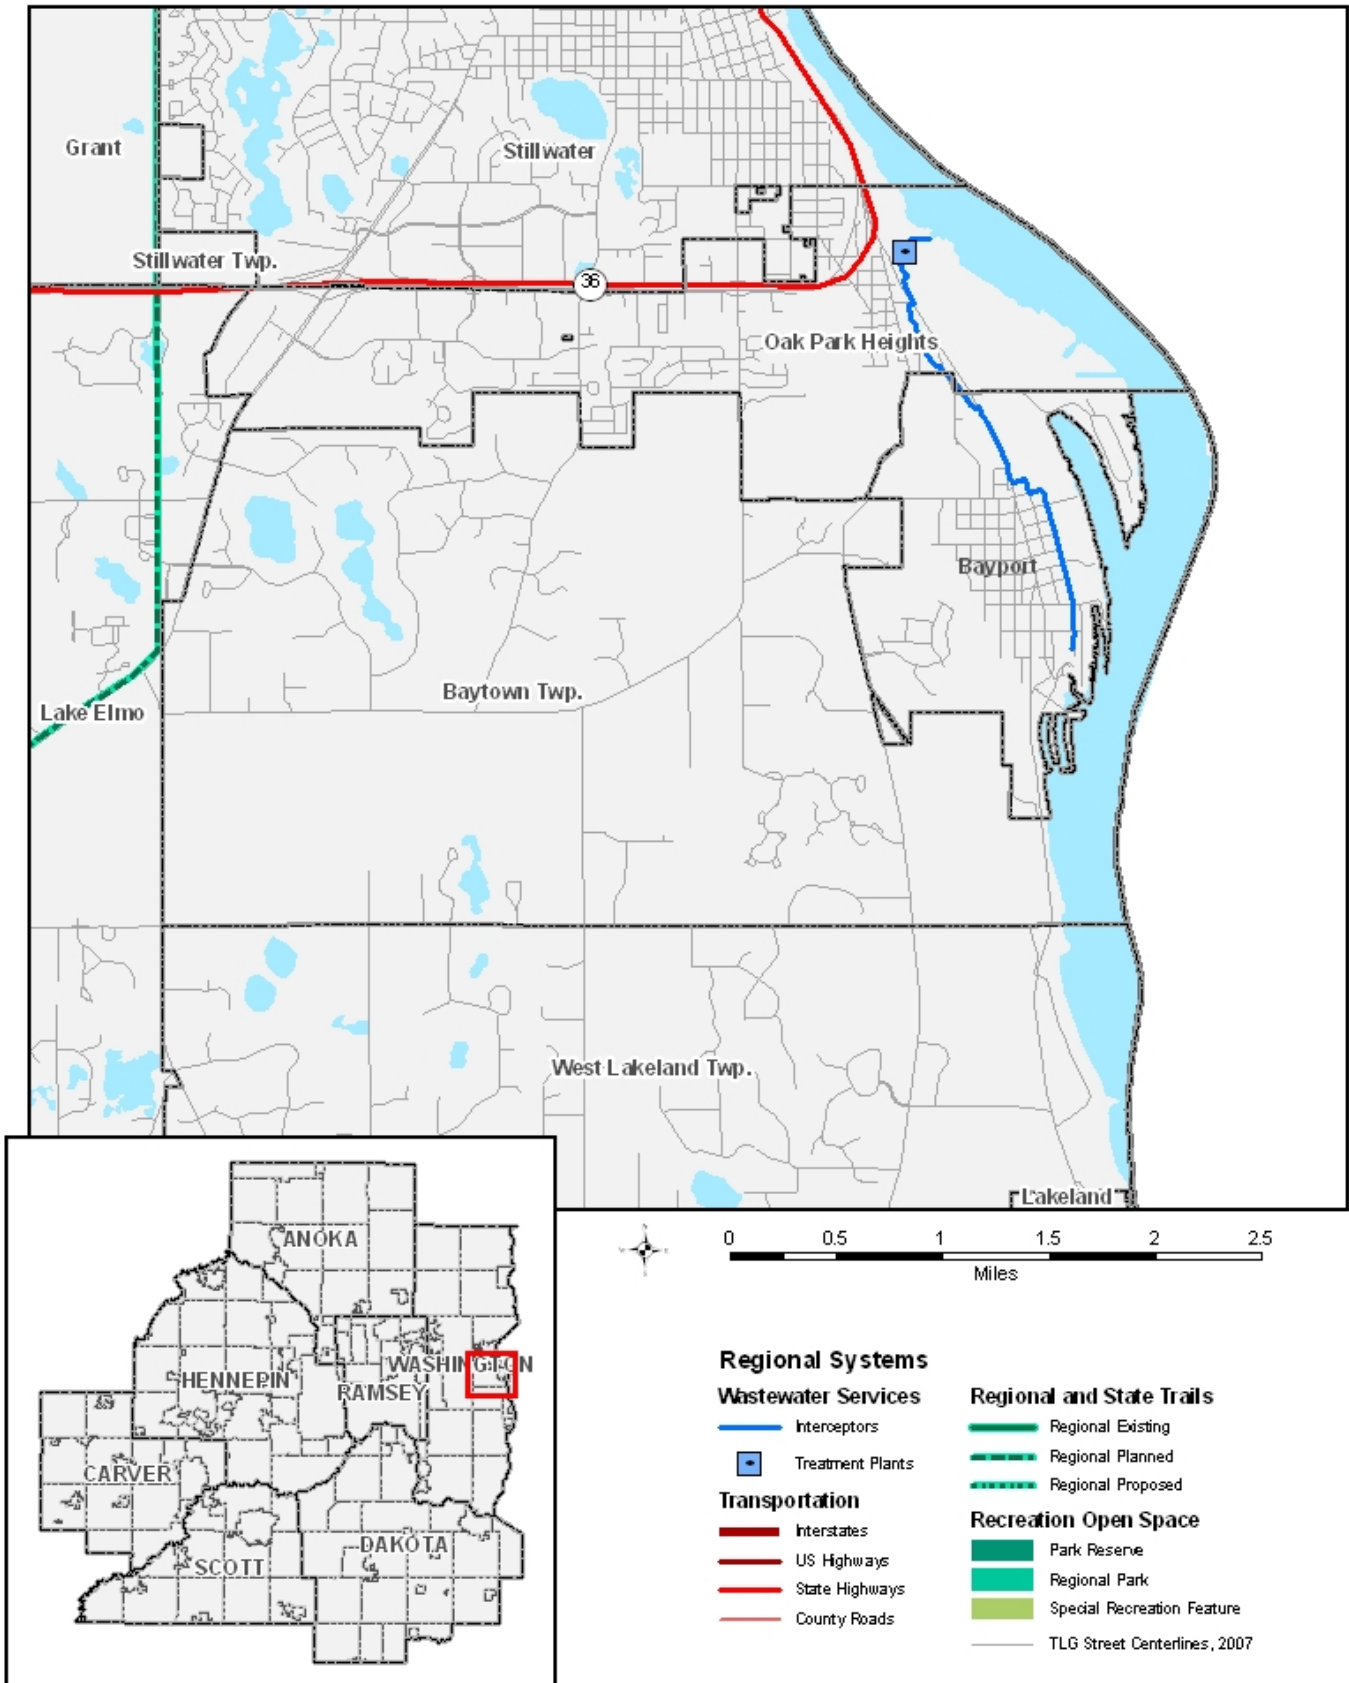 Grant
Stillwater
Stillwater Twp.
36
Oak Park Heights
Bayport
Baytown Twp.
Lake Elmo
West Lakeland Twp.
Lakeland
ANOKA
WASHINGTON
HENNEPIN
RAMSEY
CARVER
DAKOTA
SCOTT
0 0.5 1 1.5 2 2.5
Miles
Regional Systems
Wastewater Services
Interceptors
Treatment Plants
Transportation
Interstates
US Highways
State Highways
County Roads
Regional and State Trails
Regional Existing
Regional Planned
Regional Proposed
Recreation Open Space
Park Reserve
Regional Park
Special Recreation Feature
TLG Street Centerlines, 2007